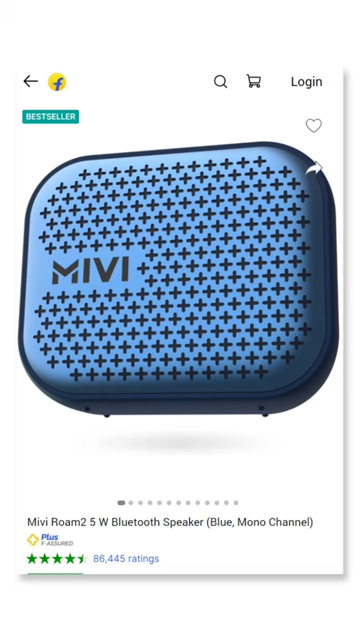 Login
BESTSELLER
MIVI
Mivi Roam2 5 W Bluetooth Speaker (Blue, Mono Channel)
Plus
F-ASSURED
86,445 ratings